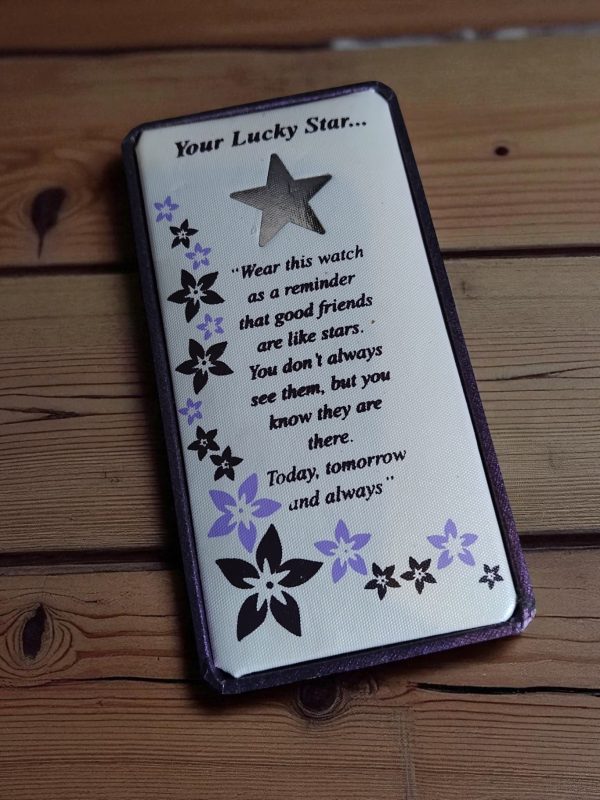 Your Lucky Star...
"Wear this watch
as a reminder
that good friends
are like stars.
You don't always
see them, but you
know they are
there.
Today, tomorrow
and always"